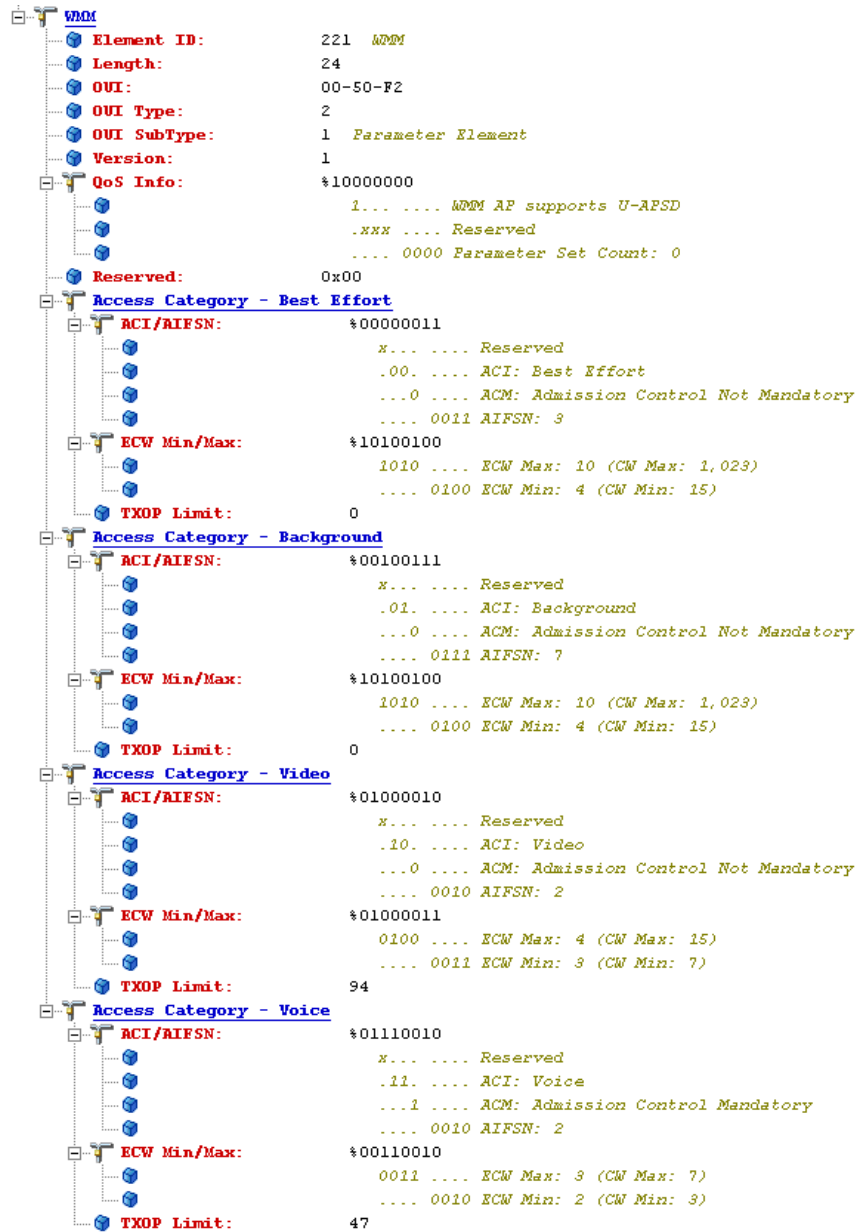 WMM
Element ID: 221 WMM
Length: 24
OUI: 00-50-F2
OUI Type: 2
OUI SubType: 1 Parameter Element
Version: 1
QoS Info: %10000000
1... .... WMM AP supports U-APSD
.xxx .... Reserved
.... 0000 Parameter Set Count: 0
Reserved: 0x00
Access Category - Best Effort
ACI/AIFSN: %00000011
x... .... Reserved
.00. .... ACI: Best Effort
...0 .... ACM: Admission Control Not Mandatory
.... 0011 AIFSN: 3
ECW Min/Max: %10100100
1010 .... ECW Max: 10 (CW Max: 1,023)
.... 0100 ECW Min: 4 (CW Min: 15)
TXOP Limit: 0
Access Category - Background
ACI/AIFSN: %00100111
x... .... Reserved
.01. .... ACI: Background
...0 .... ACM: Admission Control Not Mandatory
.... 0111 AIFSN: 7
ECW Min/Max: %10100100
1010 .... ECW Max: 10 (CW Max: 1,023)
.... 0100 ECW Min: 4 (CW Min: 15)
TXOP Limit: 0
Access Category - Video
ACI/AIFSN: %01000010
x... .... Reserved
.10. .... ACI: Video
...0 .... ACM: Admission Control Not Mandatory
.... 0010 AIFSN: 2
ECW Min/Max: %01000011
0100 .... ECW Max: 4 (CW Max: 15)
.... 0011 ECW Min: 3 (CW Min: 7)
TXOP Limit: 94
Access Category - Voice
ACI/AIFSN: %01110010
x... .... Reserved
.11. .... ACI: Voice
...1 .... ACM: Admission Control Mandatory
.... 0010 AIFSN: 2
ECW Min/Max: %00110010
0011 .... ECW Max: 3 (CW Max: 7)
.... 0010 ECW Min: 2 (CW Min: 3)
TXOP Limit: 47